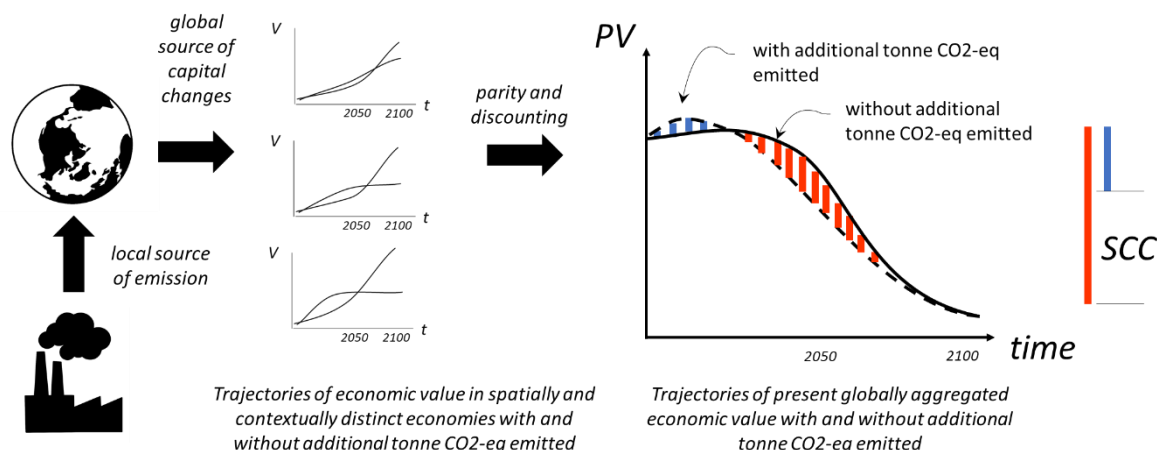 global
source of
capital
changes
local source
of emission
V
2050 2100 t
V
2050 2100 t
V
2050 2100 t
Trajectories of economic value in spatially and
contextually distinct economies with and
without additional tonne CO2-eq emitted
parity and
discounting
PV
with additional tonne CO2-eq
emitted
without additional
tonne CO2-eq emitted
2050 2100
time
SCC
Trajectories of present globally aggregated
economic value with and without additional
tonne CO2-eq emitted